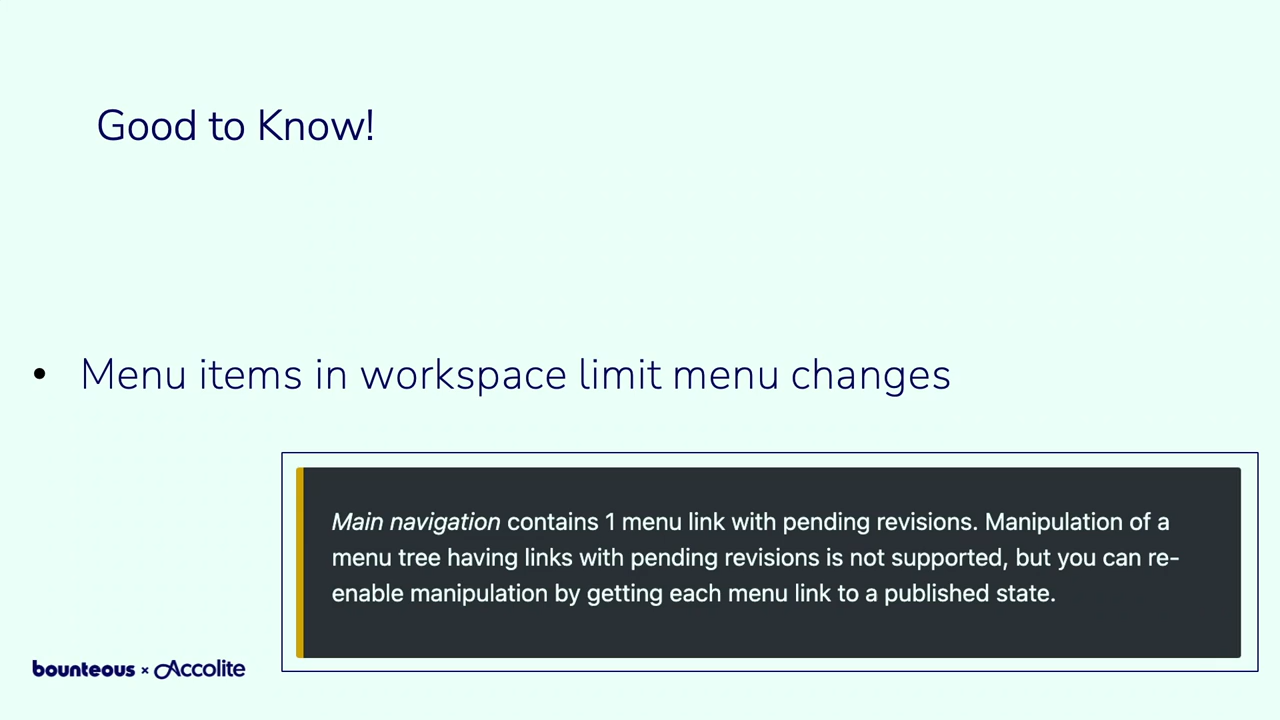 Good to Know!
• Menu items in workspace limit menu changes
Main navigation contains 1 menu link with pending revisions. Manipulation of a
menu tree having links with pending revisions is not supported, but you can re-
enable manipulation by getting each menu link to a published state.
bounteous × Accolite